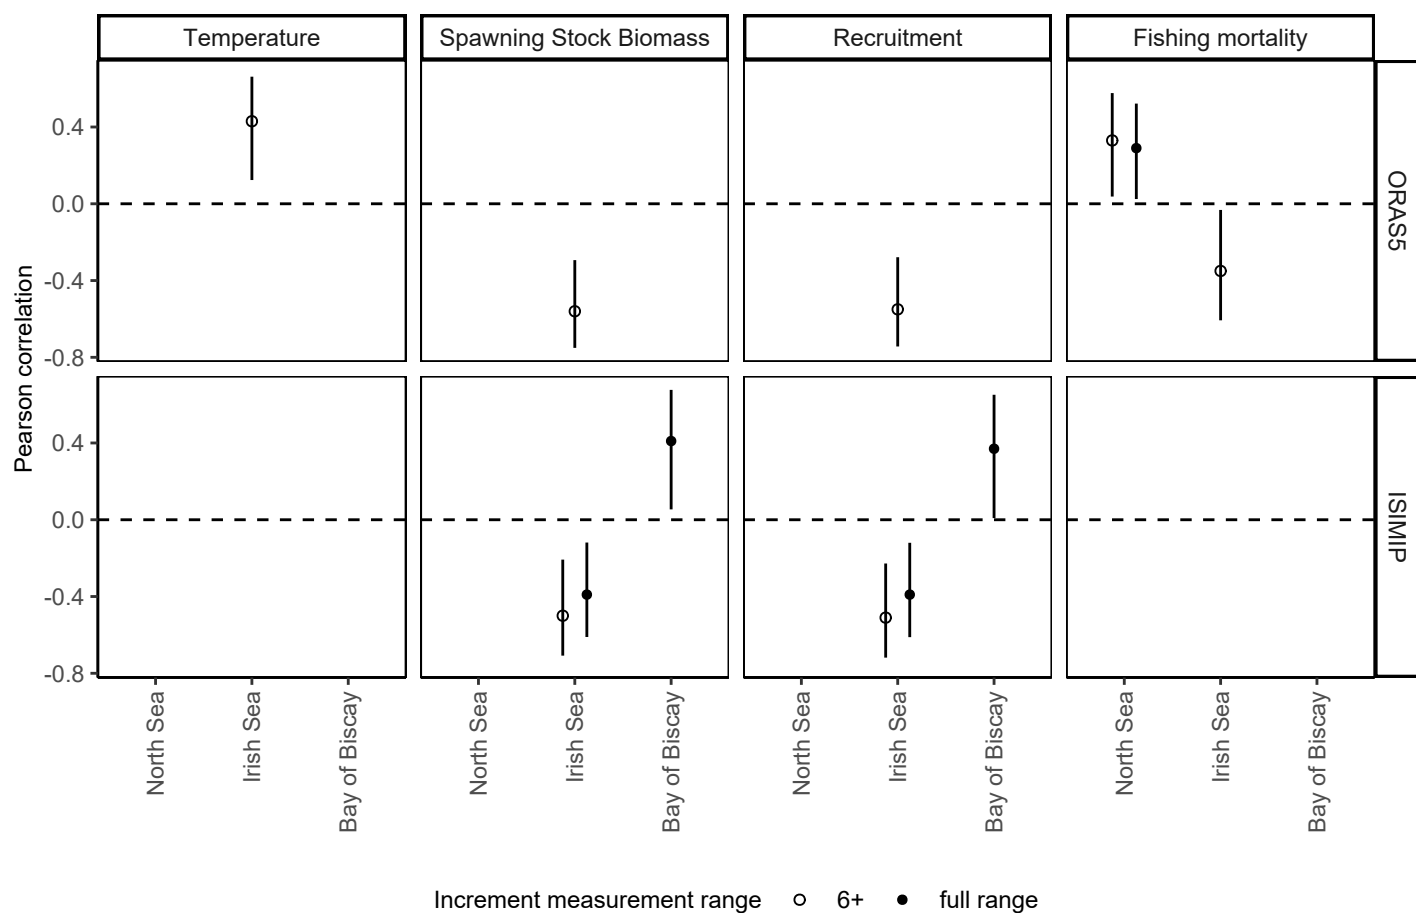 Temperature
Spawning Stock Biomass
Recruitment
Fishing mortality
0.4
0.0
-0.4
-0.8
ORAS5
Pearson correlation
0.4
0.0
-0.4
-0.8
ISIMIP
North Sea
Irish Sea
Bay of Biscay
North Sea
Irish Sea
Bay of Biscay
North Sea
Irish Sea
Bay of Biscay
North Sea
Irish Sea
Bay of Biscay
Increment measurement range 6+ full range